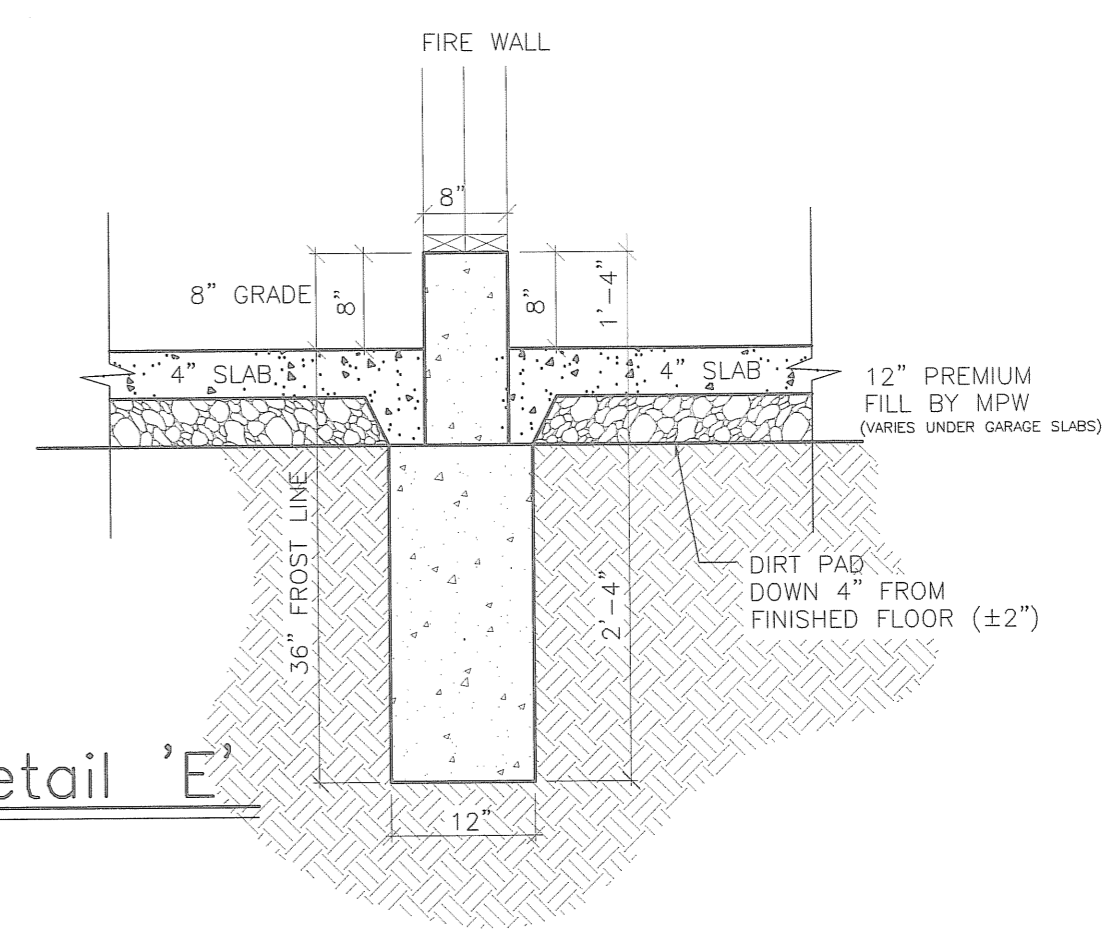 FIRE WALL
8"
8" GRADE
8"
8"
1'-4"
4" SLAB
4" SLAB
12" PREMIUM
FILL BY MPW
(VARIES UNDER GARAGE SLABS)
36" FROST LINE
2'-4"
DIRT PAD
DOWN 4" FROM
FINISHED FLOOR (±2")
etail 'E'
12"